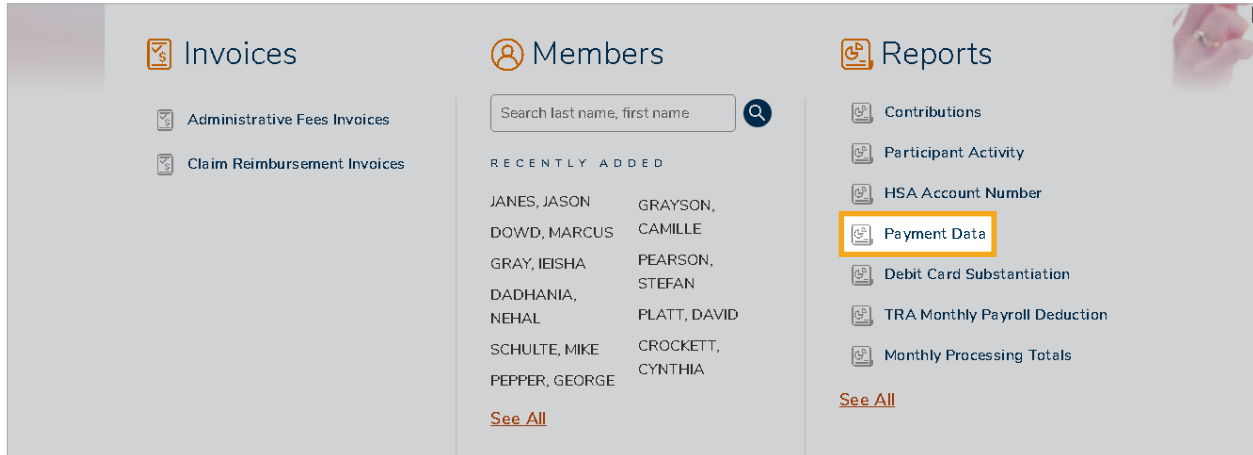 Invoices
Administrative Fees Invoices
Claim Reimbursement Invoices
Members
Search last name, first name
RECENTLY ADDED
JANES, JASON
DOWD, MARCUS
GRAY, IEISHA
DADHANIA,
NEHAL
SCHULTE, MIKE
PEPPER, GEORGE
GRAYSON,
CAMILLE
PEARSON,
STEFAN
PLATT, DAVID
CROCKETT,
CYNTHIA
See All
Reports
Contributions
Participant Activity
HSA Account Number
Payment Data
Debit Card Substantiation
TRA Monthly Payroll Deduction
Monthly Processing Totals
See All